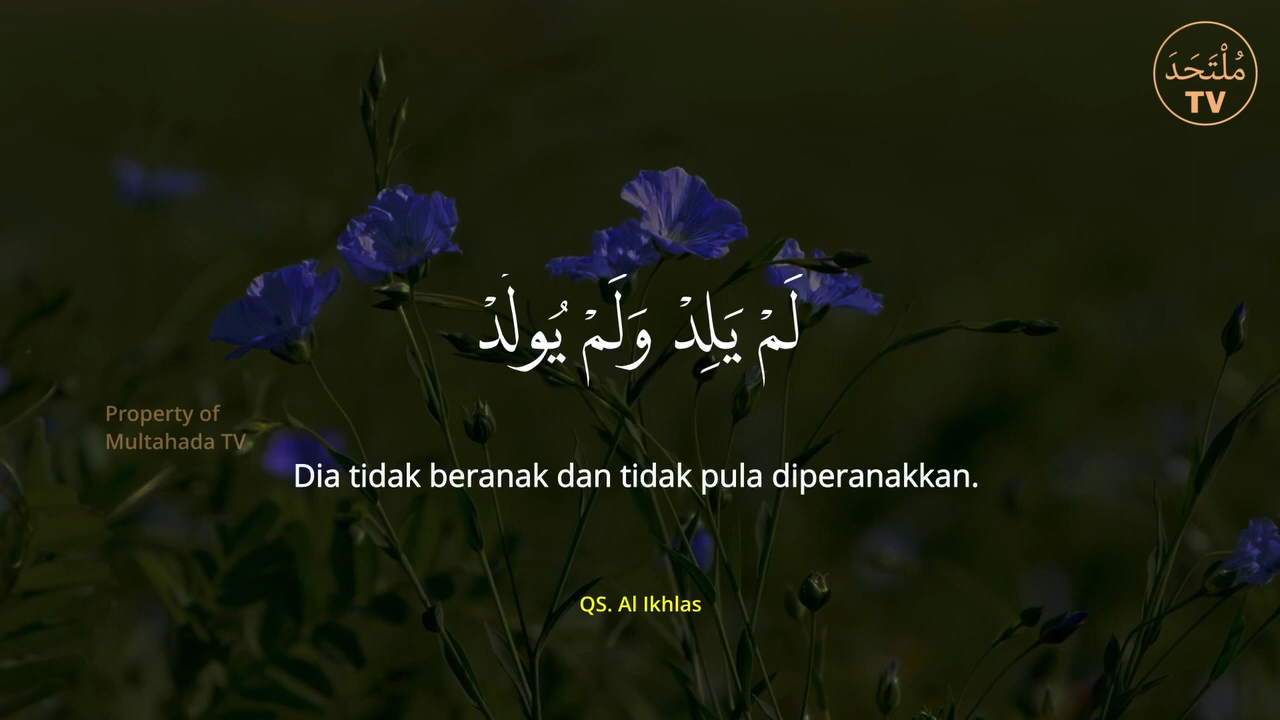 مُلْتَحَدَ
TV
لَمْ يَلِدْ وَلَمْ يُولَدْ
Property of
Multahada TV
Dia tidak beranak dan tidak pula diperanakkan.
QS. Al Ikhlas